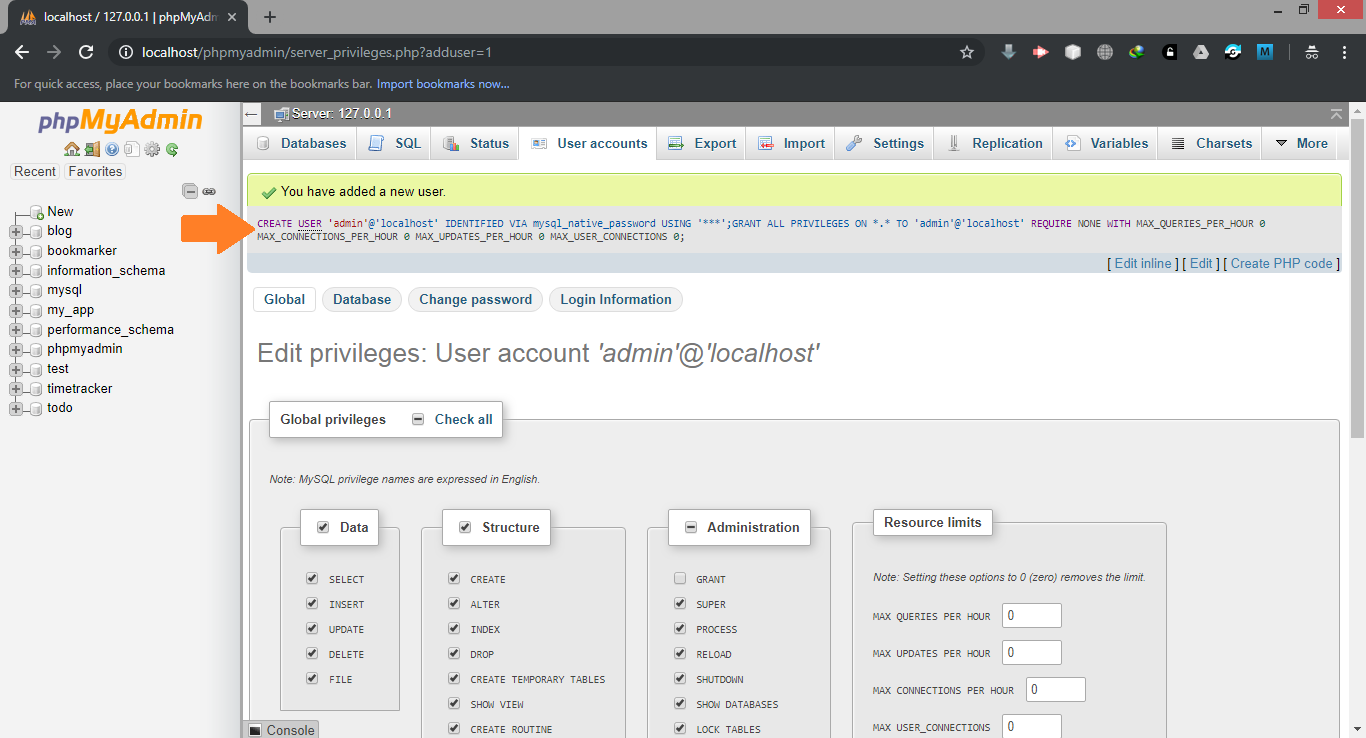 localhost / 127.0.0.1 | phpMyAdm
localhost/phpmyadmin/server_privileges.php?adduser=1
M
For quick access, place your bookmarks here on the bookmarks bar. Import bookmarks now...
phpMyAdmin
Recent Favorites
New
blog
bookmarker
information_schema
mysql
my_app
performance_schema
phpmyadmin
test
timetracker
todo
Server: 127.0.0.1
Databases SQL Status User accounts Export Import Settings Replication Variables Charsets More
You have added a new user.
CREATE USER 'admin'@'localhost' IDENTIFIED VIA mysql_native_password USING '***';GRANT ALL PRIVILEGES ON *.* TO 'admin'@'localhost' REQUIRE NONE WITH MAX_QUERIES_PER_HOUR 0
MAX_CONNECTIONS_PER_HOUR 0 MAX_UPDATES_PER_HOUR 0 MAX_USER_CONNECTIONS 0;
[ Edit inline ] [ Edit ] [ Create PHP code ]
Global Database Change password Login Information
Edit privileges: User account 'admin'@'localhost'
Global privileges Check all
Note: MySQL privilege names are expressed in English.
Data
SELECT
INSERT
UPDATE
DELETE
FILE
Structure
CREATE
ALTER
INDEX
DROP
CREATE TEMPORARY TABLES
SHOW VIEW
CREATE ROUTINE
Administration
GRANT
SUPER
PROCESS
RELOAD
SHUTDOWN
SHOW DATABASES
LOCK TABLES
Resource limits
Note: Setting these options to 0 (zero) removes the limit.
MAX QUERIES PER HOUR 0
MAX UPDATES PER HOUR 0
MAX CONNECTIONS PER HOUR 0
MAX USER_CONNECTIONS 0
Console